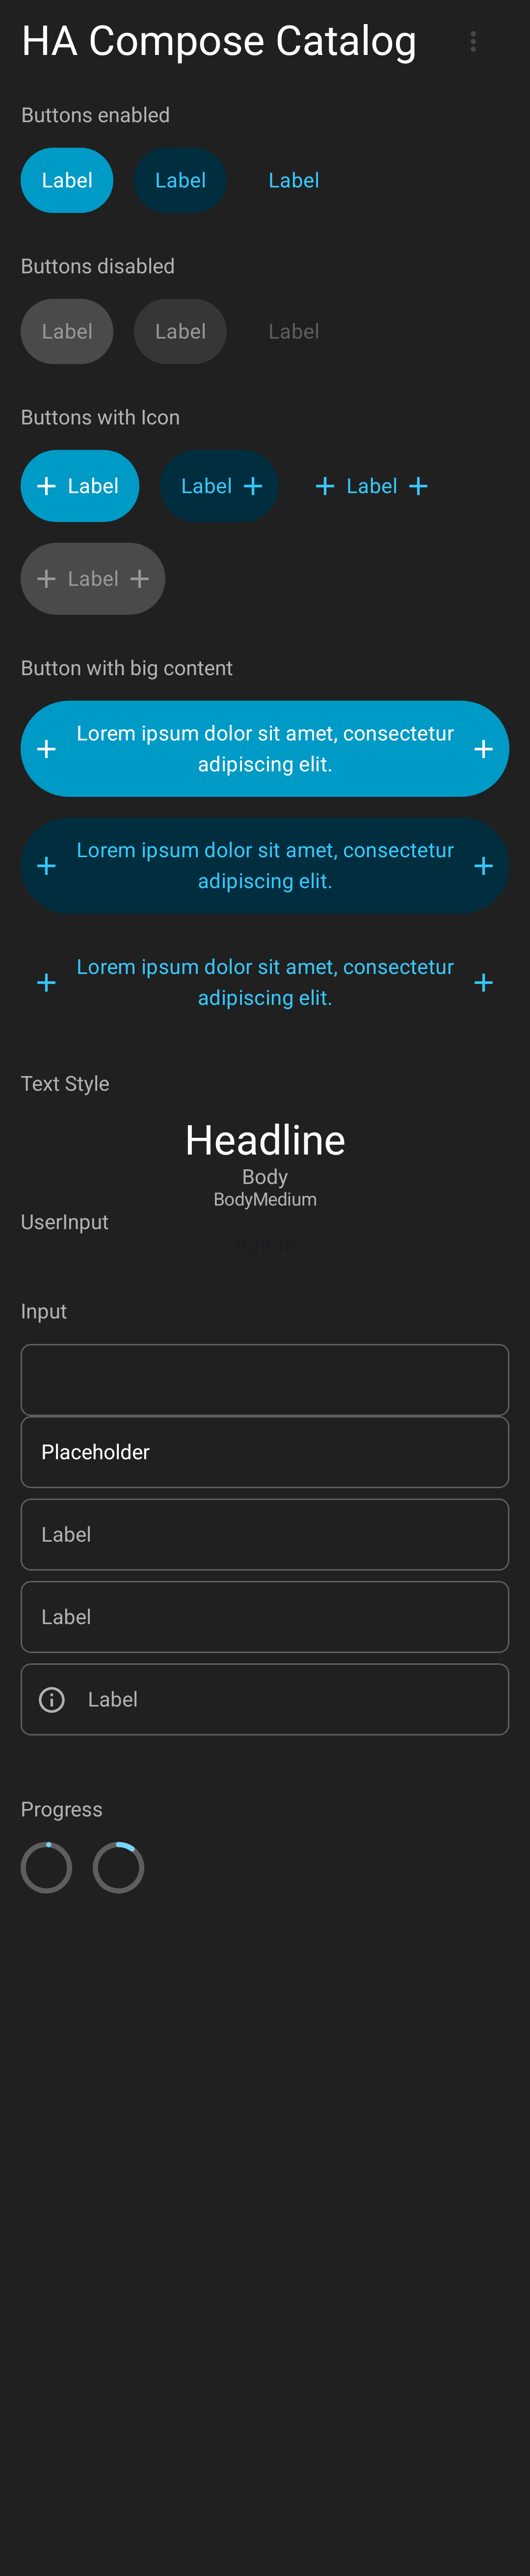 HA Compose Catalog
Buttons enabled
Label
Label
Label
Buttons disabled
Label
Label
Label
Buttons with Icon
Label
Label
Label
Label
Button with big content
Lorem ipsum dolor sit amet, consectetur
adipiscing elit.
Lorem ipsum dolor sit amet, consectetur
adipiscing elit.
Lorem ipsum dolor sit amet, consectetur
adipiscing elit.
Text Style
Headline
Body
BodyMedium
UserInput
Button
Input
Placeholder
Label
Label
Label
Progress